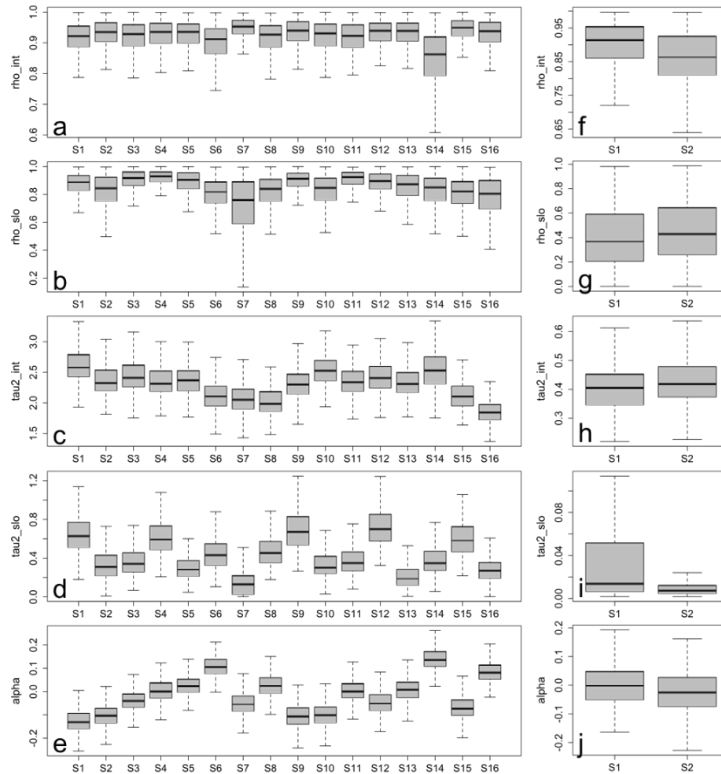 rho_int
0.6 0.7 0.8 0.9 1.0
a
S1 S2 S3 S4 S5 S6 S7 S8 S9 S10 S11 S12 S13 S14 S15 S16
rho_int
0.65 0.75 0.85 0.95
f
S1 S2
rho_slo
0.2 0.4 0.6 0.8 1.0
b
S1 S2 S3 S4 S5 S6 S7 S8 S9 S10 S11 S12 S13 S14 S15 S16
rho_slo
0.0 0.2 0.4 0.6 0.8 1.0
g
S1 S2
tau2_int
1.5 2.0 2.5 3.0
c
S1 S2 S3 S4 S5 S6 S7 S8 S9 S10 S11 S12 S13 S14 S15 S16
tau2_int
0.3 0.4 0.5 0.6
h
S1 S2
tau2_slo
0.0 0.4 0.8 1.2
d
S1 S2 S3 S4 S5 S6 S7 S8 S9 S10 S11 S12 S13 S14 S15 S16
tau2_slo
0.00 0.04 0.08
i
S1 S2
alpha
-0.2 0.0 0.1 0.2
e
S1 S2 S3 S4 S5 S6 S7 S8 S9 S10 S11 S12 S13 S14 S15 S16
alpha
-0.2 -0.1 0.0 0.1 0.2
j
S1 S2